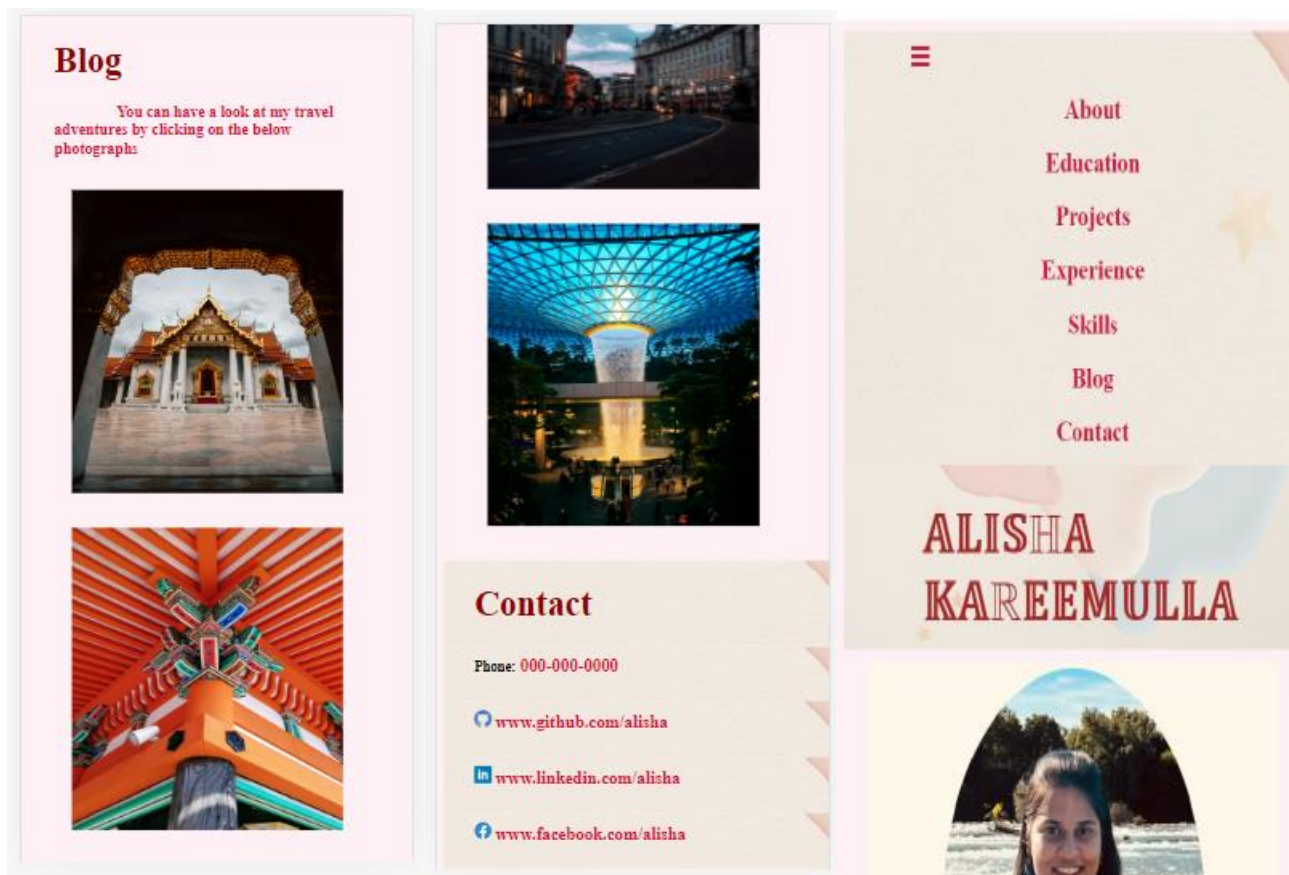 Blog
You can have a look at my travel
adventures by clicking on the below
photographs
Contact
Phone: 000-000-0000
www.github.com/alisha
in www.linkedin.com/alisha
www.facebook.com/alisha
☰
About
Education
Projects
Experience
Skills
Blog
Contact
ALISHA
KAREEMULLA